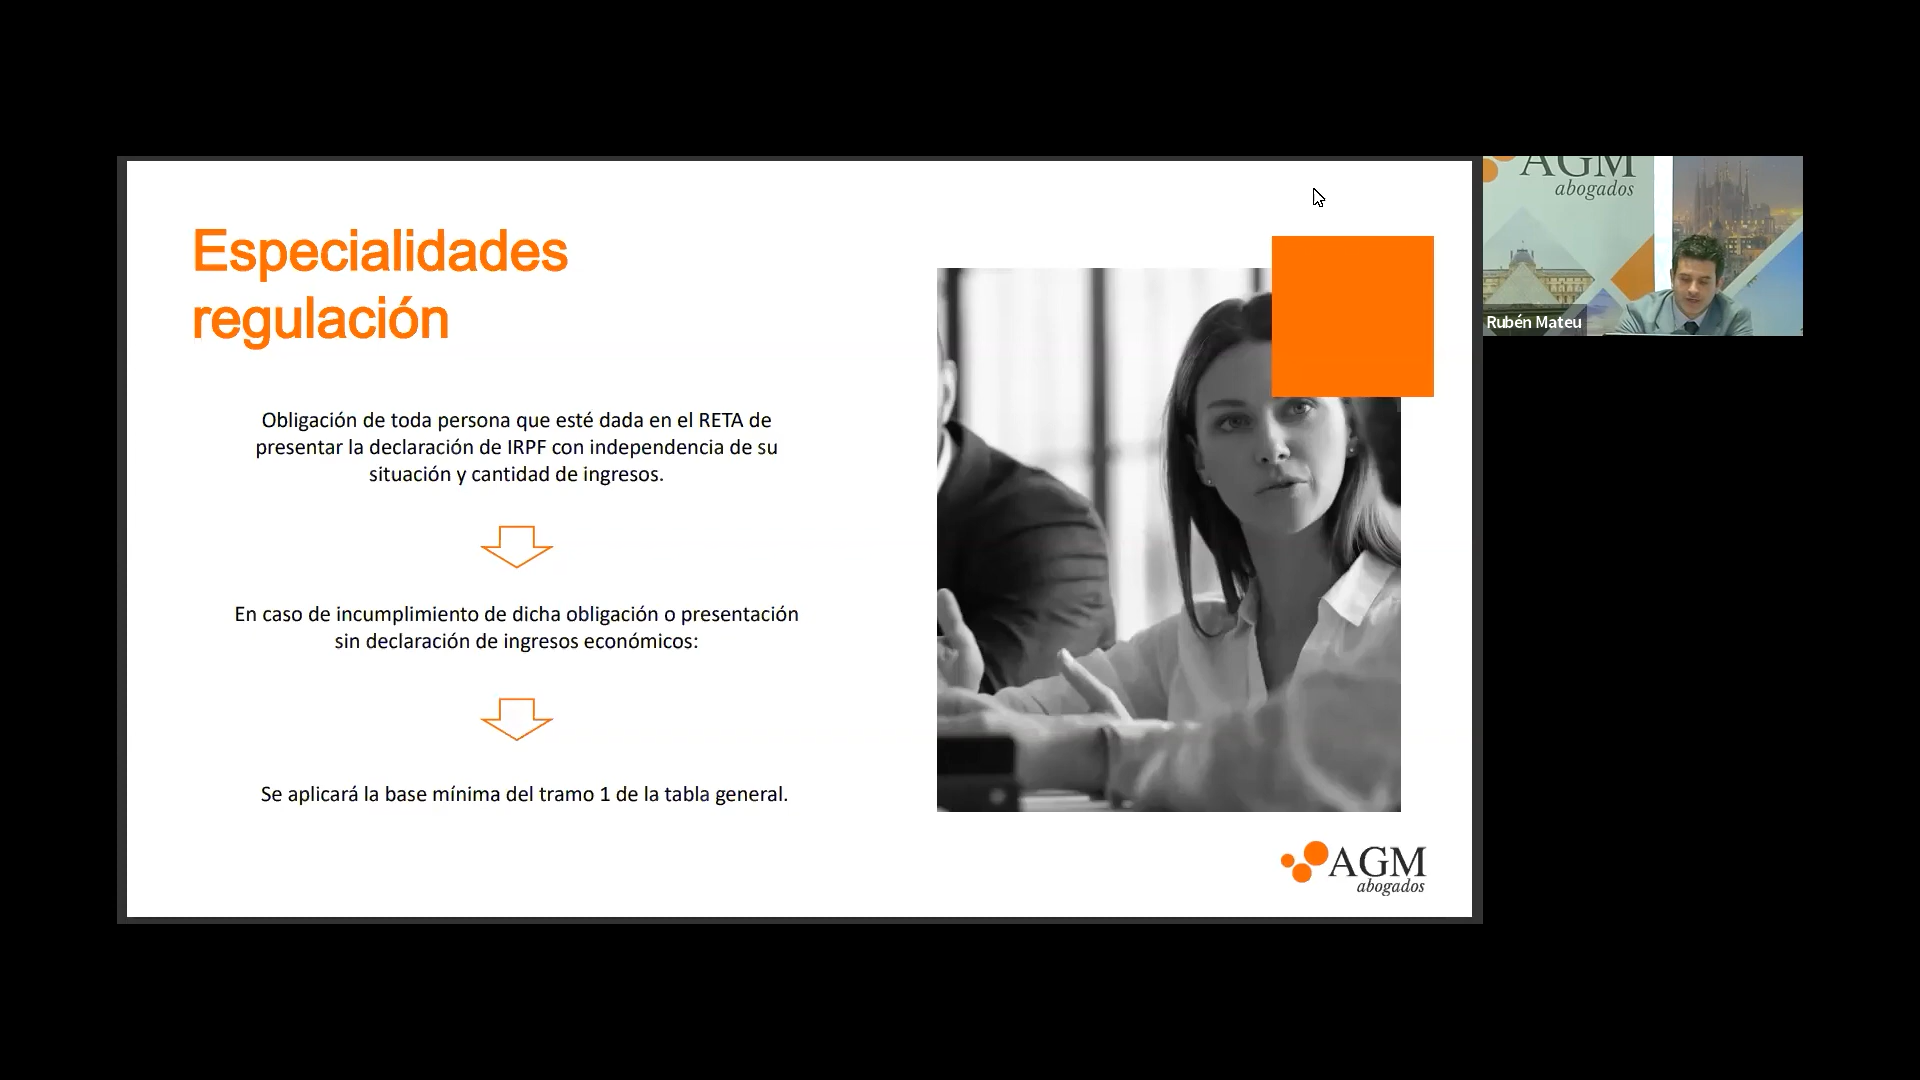 Especialidades
regulación
Obligación de toda persona que esté dada en el RETA de
presentar la declaración de IRPF con independencia de su
situación y cantidad de ingresos.
En caso de incumplimiento de dicha obligación o presentación
sin declaración de ingresos económicos:
Se aplicará la base mínima del tramo 1 de la tabla general.
AGM
abogados
AGM
abogados
Rubén Mateu